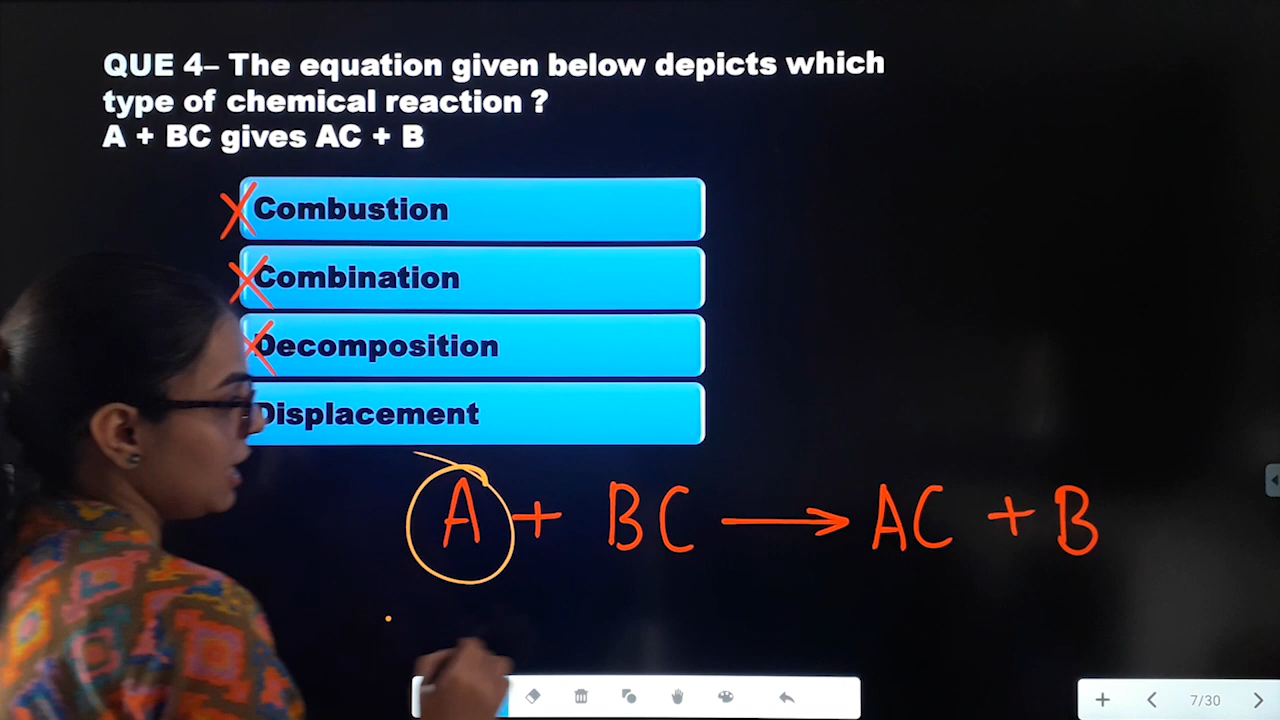 QUE 4– The equation given below depicts which
type of chemical reaction ?
A + BC gives AC + B
Combustion
Combination
Decomposition
Displacement
A + BC ⟶ AC + B
7/30